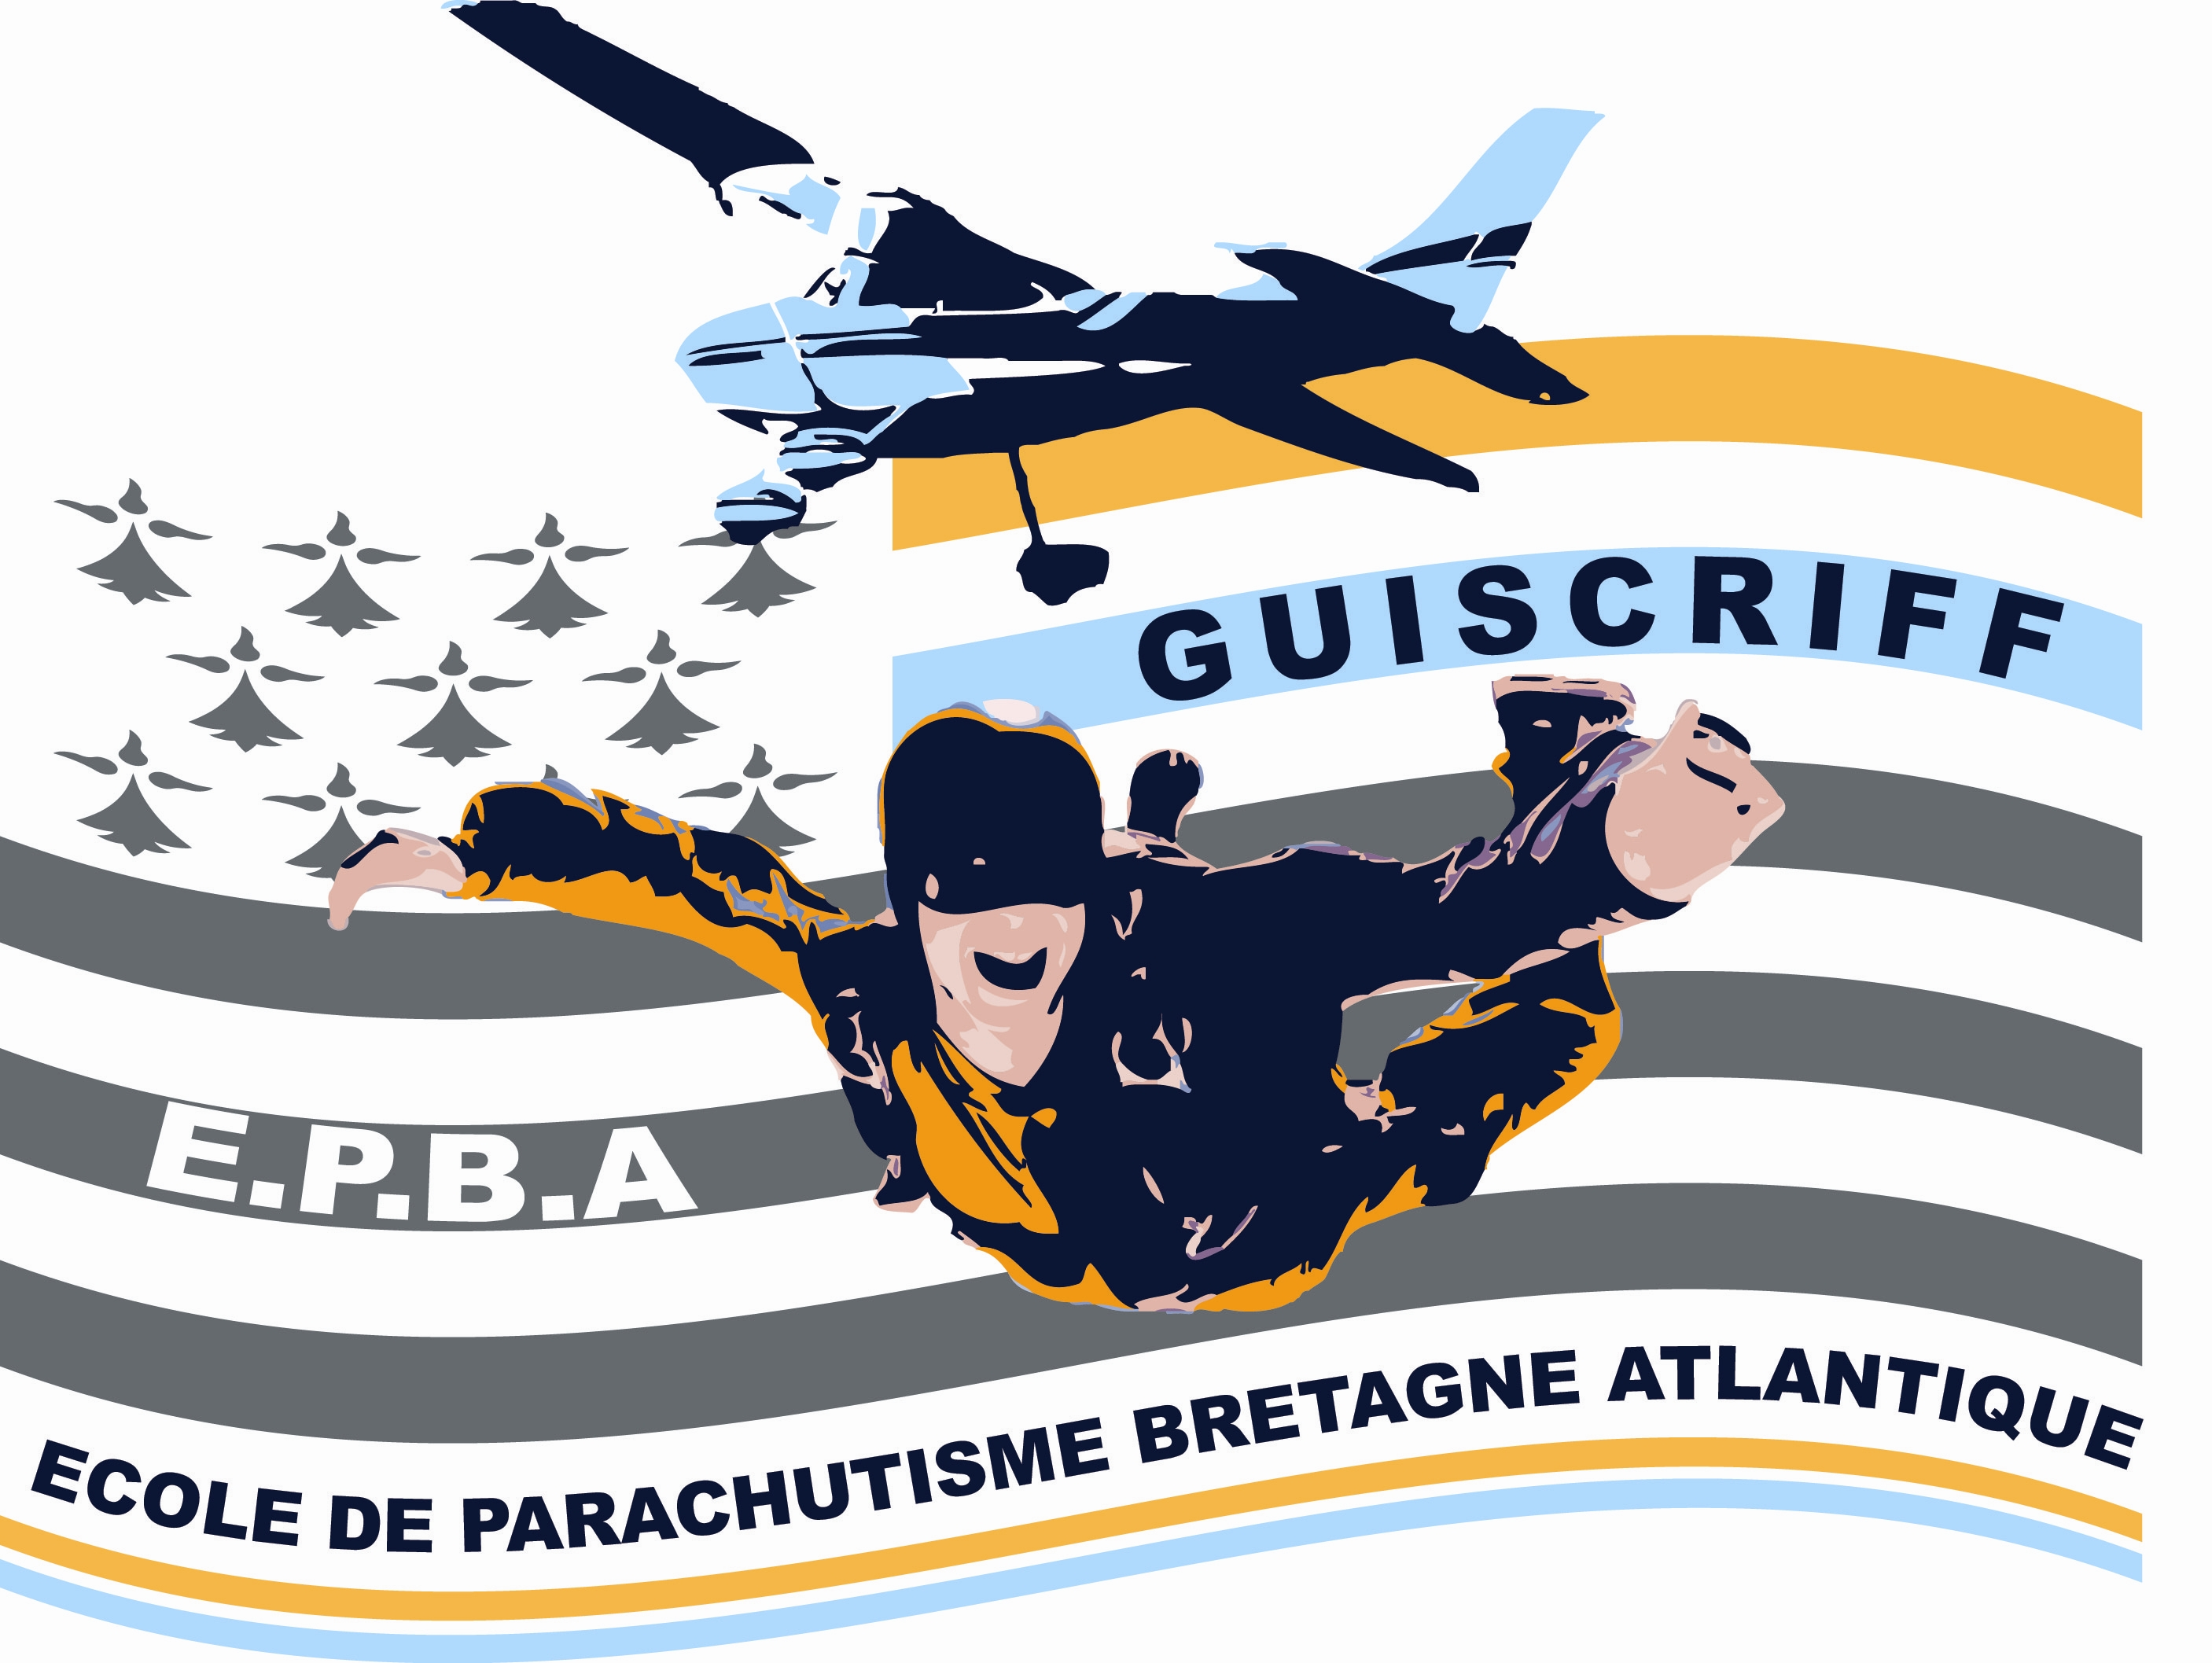 GUISCRIFF
E.P.B.A
ECOLE DE PARACHUTISME BRETAGNE ATLANTIQUE